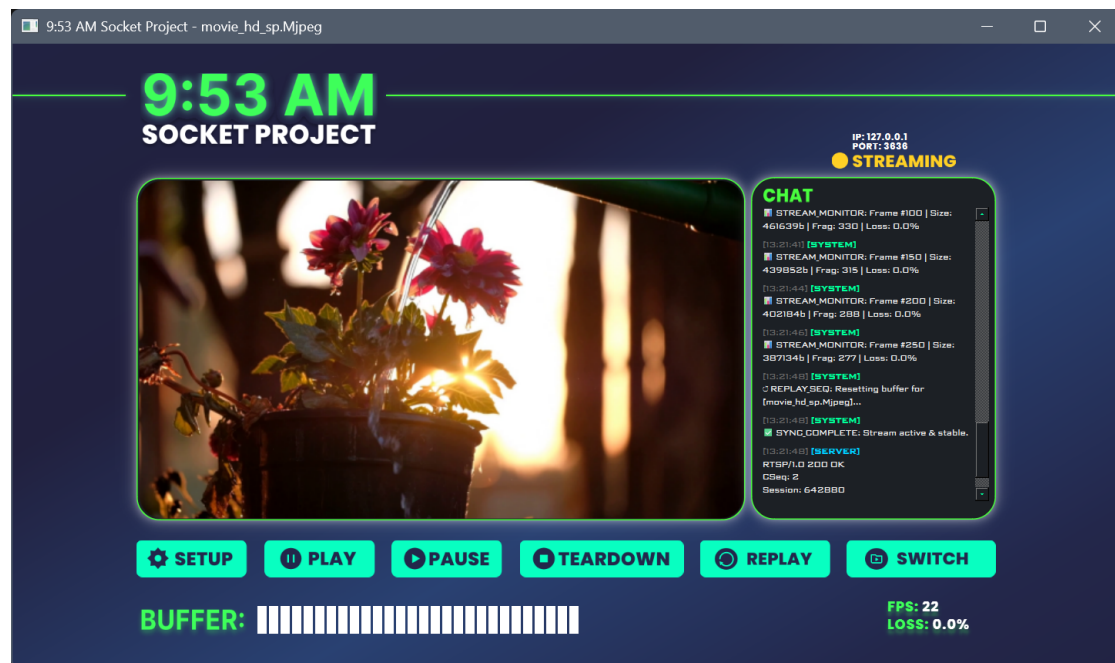 9:53 AM Socket Project - movie_hd_sp.Mjpeg
9:53 AM
SOCKET PROJECT
IP: 127.0.0.1
PORT: 3636
STREAMING
CHAT
STREAM_MONITOR: Frame #100 | Size:
461639b | Frag: 330 | Loss: 0.0%
[13:21:41] [SYSTEM]
STREAM_MONITOR: Frame #150 | Size:
439852b | Frag: 315 | Loss: 0.0%
[13:21:44] [SYSTEM]
STREAM_MONITOR: Frame #200 | Size:
402184b | Frag: 288 | Loss: 0.0%
[13:21:46] [SYSTEM]
STREAM_MONITOR: Frame #250 | Size:
387134b | Frag: 277 | Loss: 0.0%
[13:21:48] [SYSTEM]
REPLAY_SEQ: Resetting buffer for
[movie_hd_sp.Mjpeg]...
[13:21:48] [SYSTEM]
SYNC_COMPLETE: Stream active & stable.
[13:21:48] [SERVER]
RTSP/1.0 200 OK
CSeq: 2
Session: 642880
SETUP
PLAY
PAUSE
TEARDOWN
REPLAY
SWITCH
BUFFER:
FPS: 22
LOSS: 0.0%